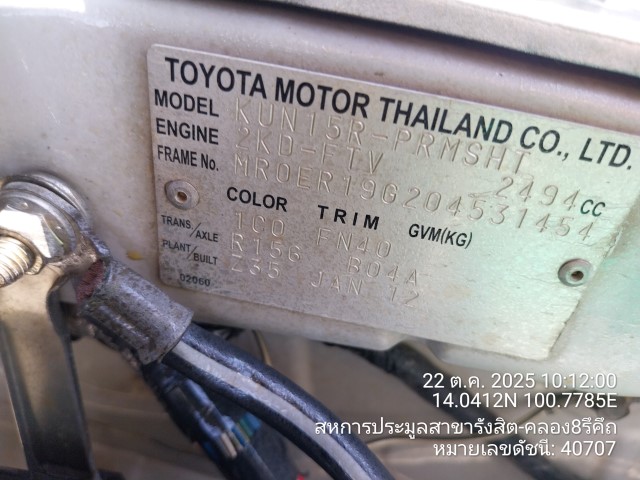 TOYOTA MOTOR THAILAND CO., LTD.
MODEL KUN15R-PRMSHT
ENGINE 2KD-FTV 2494 CC
FRAME No. MR0ER19G204531454
COLOR TRIM GVM(KG)
1C0 FN40
TRANS./AXLE R156 B04A
PLANT/BUILT Z35 JAN 12
02060
22 ต.ค. 2025 10:12:00
14.0412N 100.7785E
สหการประมูลสาขารังสิต-คลอง8รีคีถ
หมายเลขดัชนี: 40707